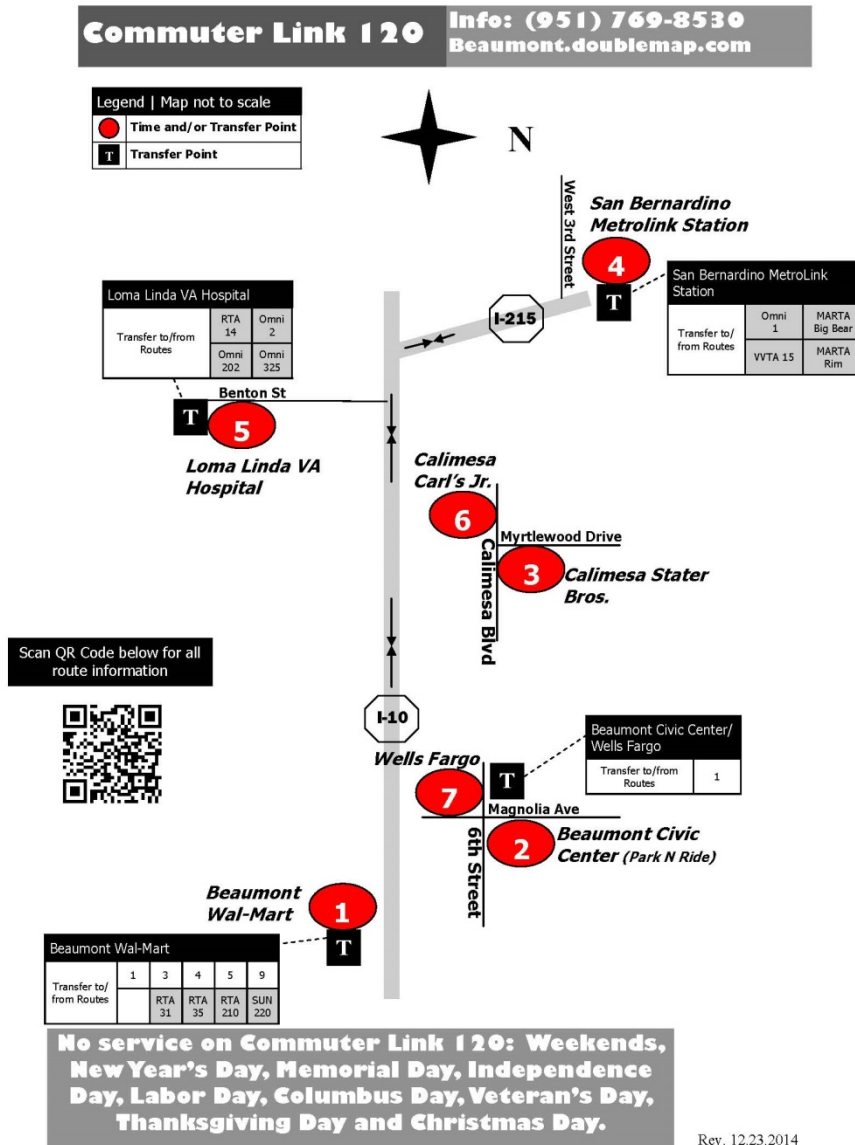 Commuter Link 120
Info: (951) 769-8530
Beaumont.doublemap.com
Legend | Map not to scale
Time and/or Transfer Point
T Transfer Point
N
West 3rd Street
San Bernardino
Metrolink Station
4
T
San Bernardino MetroLink
Station
Transfer to/
from Routes
Omni
1
MARTA
Big Bear
VVTA 15
MARTA
Rim
I-215
Loma Linda VA Hospital
Transfer to/from
Routes
RTA
14
Omni
2
Omni
202
Omni
325
Benton St
T
5
Loma Linda VA
Hospital
Calimesa
Carl's Jr.
6
Myrtlewood Drive
Calimesa Blvd
3
Calimesa Stater
Bros.
Scan QR Code below for all
route information
I-10
Wells Fargo
7
T
Beaumont Civic Center/
Wells Fargo
Transfer to/from
Routes
1
Magnolia Ave
6th Street
2
Beaumont Civic
Center (Park N Ride)
Beaumont
Wal-Mart
1
T
Beaumont Wal-Mart
Transfer to/
from Routes
1 3 4 5 9
RTA
31
RTA
35
RTA
210
SUN
220
No service on Commuter Link 120: Weekends,
New Year's Day, Memorial Day, Independence
Day, Labor Day, Columbus Day, Veteran's Day,
Thanksgiving Day and Christmas Day.
Rev. 12.23.2014